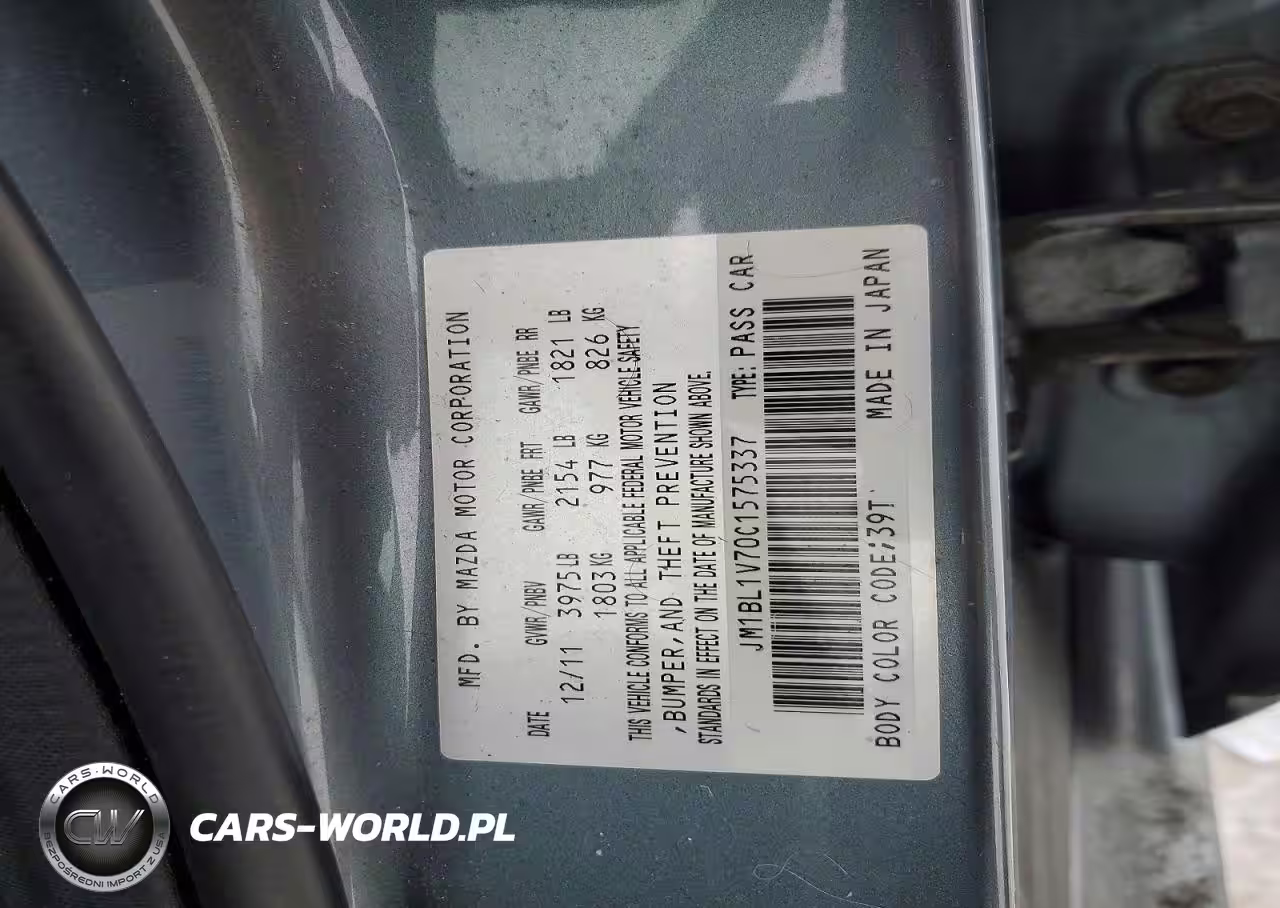 MFD. BY MAZDA MOTOR CORPORATION
DATE GVWR/PNBV GAWR/PNBE FRT GAWR/PNBE RR
12/11 3975LB 2154 LB 1821 LB
1803KG 977 KG 826 KG
THIS VEHICLE CONFORMS TO ALL APPLICABLE FEDERAL MOTOR VEHICLE SAFETY
,BUMPER,AND THEFT PREVENTION
STANDARDS IN EFFECT ON THE DATE OF MANUFACTURE SHOWN ABOVE.
JM1BL1V70C1575337 TYPE: PASS CAR
BODY COLOR CODE;39T MADE IN JAPAN
CARS-WORLD
CW
BEZPOŚREDNI IMPORT Z USA
CARS-WORLD.PL